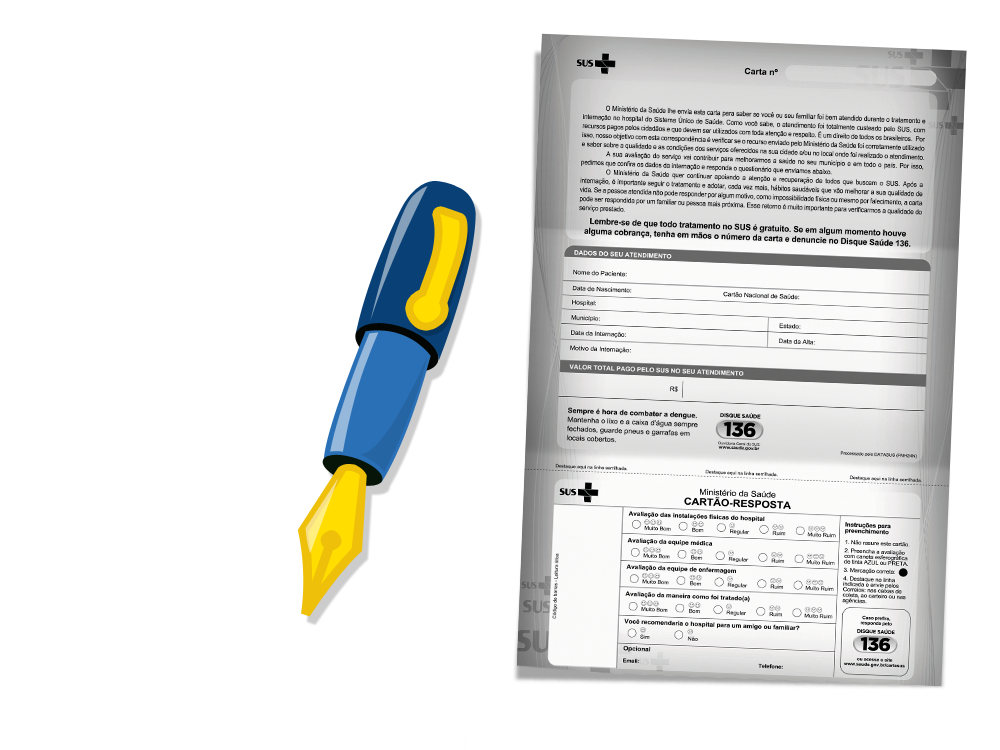 SUS
Carta nº
O Ministério da Saúde lhe envia esta carta para saber se você ou seu familiar foi bem atendido durante o tratamento e
internação no hospital do Sistema Único de Saúde. Como você sabe, o atendimento foi totalmente custeado pelo SUS, com
recursos pagos pelos cidadãos e que devem ser utilizados com toda atenção e respeito. É um direito de todos os brasileiros. Por
isso, nosso objetivo com esta correspondência é verificar se o recurso enviado pelo Ministério da Saúde foi corretamente utilizado
e saber sobre a qualidade e as condições dos serviços oferecidos na sua cidade e/ou no local onde foi realizado o atendimento.
A sua avaliação do serviço vai contribuir para melhorarmos a saúde no seu município e em todo o país. Por isso,
pedimos que confira os dados da internação e responda o questionário que enviamos abaixo.
O Ministério da Saúde quer continuar apoiando a atenção e recuperação de todos que buscam o SUS. Após a
internação, é importante seguir o tratamento e adotar, cada vez mais, hábitos saudáveis que vão melhorar a sua qualidade de
vida. Se a pessoa atendida não pode responder por algum motivo, como impossibilidade física ou mesmo por falecimento, a carta
pode ser respondida por um familiar ou pessoa mais próxima. Esse retorno é muito importante para verificarmos a qualidade do
serviço prestado.
Lembre-se de que todo tratamento no SUS é gratuito. Se em algum momento houve
alguma cobrança, tenha em mãos o número da carta e denuncie no Disque Saúde 136.
DADOS DO SEU ATENDIMENTO
Nome do Paciente:
Data de Nascimento: Cartão Nacional de Saúde:
Hospital:
Município: Estado:
Data da Internação: Data da Alta:
Motivo da Internação:
VALOR TOTAL PAGO PELO SUS NO SEU ATENDIMENTO
R$
Sempre é hora de combater a dengue.
Mantenha o lixo e a caixa d'água sempre
fechados, guarde pneus e garrafas em
locais cobertos.
DISQUE SAÚDE
136
Ouvidoria Geral do SUS
www.saude.gov.br
Processado pelo DATASUS
Destaque aqui na linha serrilhada. Destaque aqui na linha serrilhada. Destaque aqui na linha serrilhada.
SUS
Ministério da Saúde
CARTÃO-RESPOSTA
Código de barras - Leitura ótica
Avaliação das instalações físicas do hospital
Muito Bom Bom Regular Ruim Muito Ruim
Avaliação da equipe médica
Muito Bom Bom Regular Ruim Muito Ruim
Avaliação da equipe de enfermagem
Muito Bom Bom Regular Ruim Muito Ruim
Avaliação da maneira como foi tratado(a)
Muito Bom Bom Regular Ruim Muito Ruim
Você recomendaria o hospital para um amigo ou familiar?
Sim Não
Opcional
Email: Telefone:
Instruções para
preenchimento
1. Não rasure este cartão.
2. Preencha a avaliação
com caneta esferográfica
de tinta AZUL ou PRETA.
3. Marcação correta:
4. Destaque na linha
indicada e envie pelos
Correios: nas caixas de
coleta, ao carteiro ou nas
agências.
Caso prefira,
responda pelo
DISQUE SAÚDE
136
ou acesse o site
www.saude.gov.br/cartasus
SUS
SUS
SUS
SUS
SUS